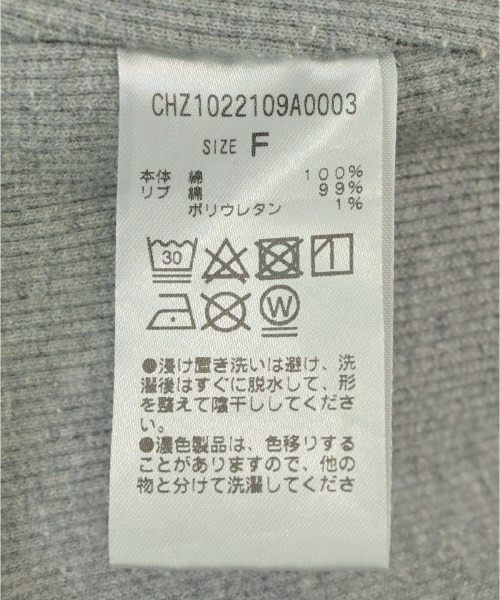 CHZ1022109A0003
SIZE F
本体 綿 100%
リブ 綿 99%
ポリウレタン 1%
30
W
●浸け置き洗いは避け、洗
濯後はすぐに脱水して、形
を整えて陰干ししてくださ
い。
●濃色製品は、色移りする
ことがありますので、他の
物と分けて洗濯してくださ